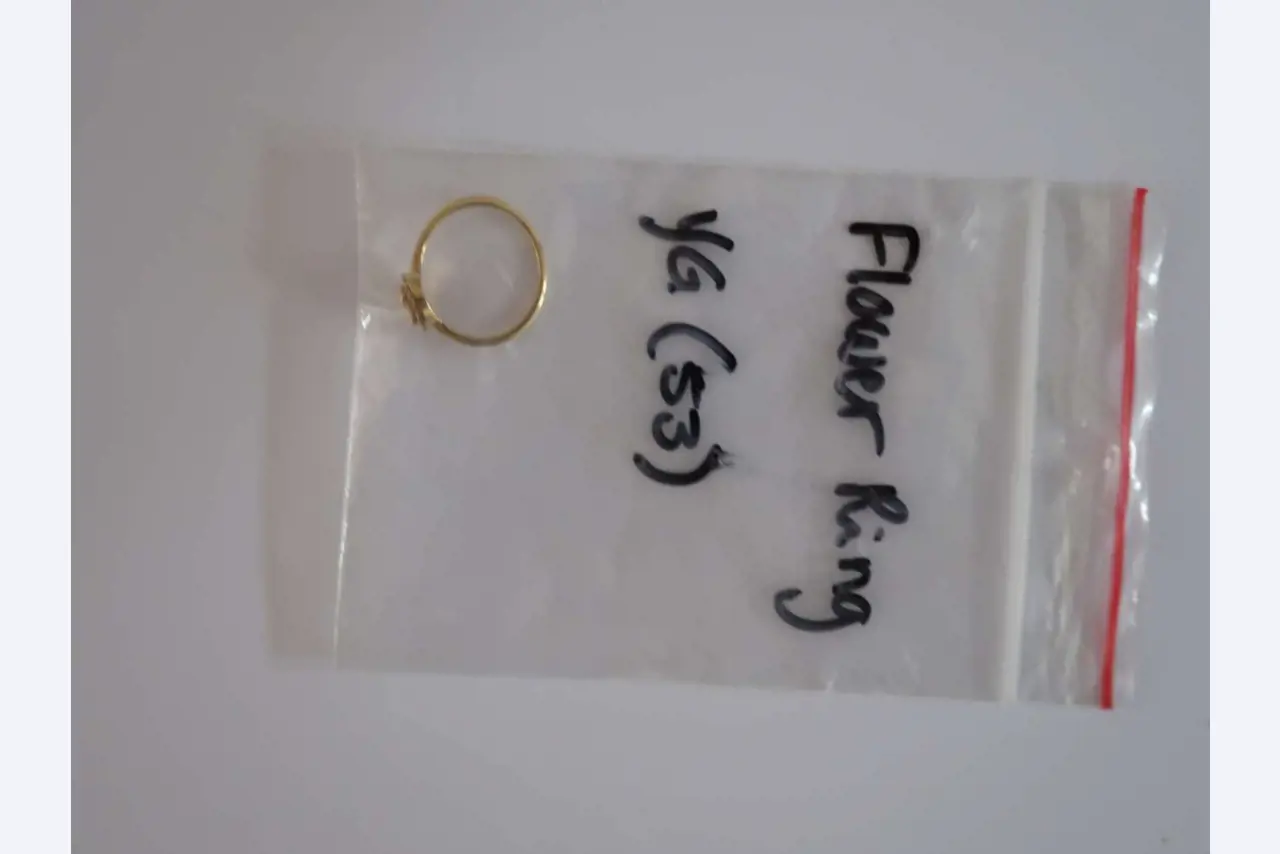 Flower Ring
YG (53)